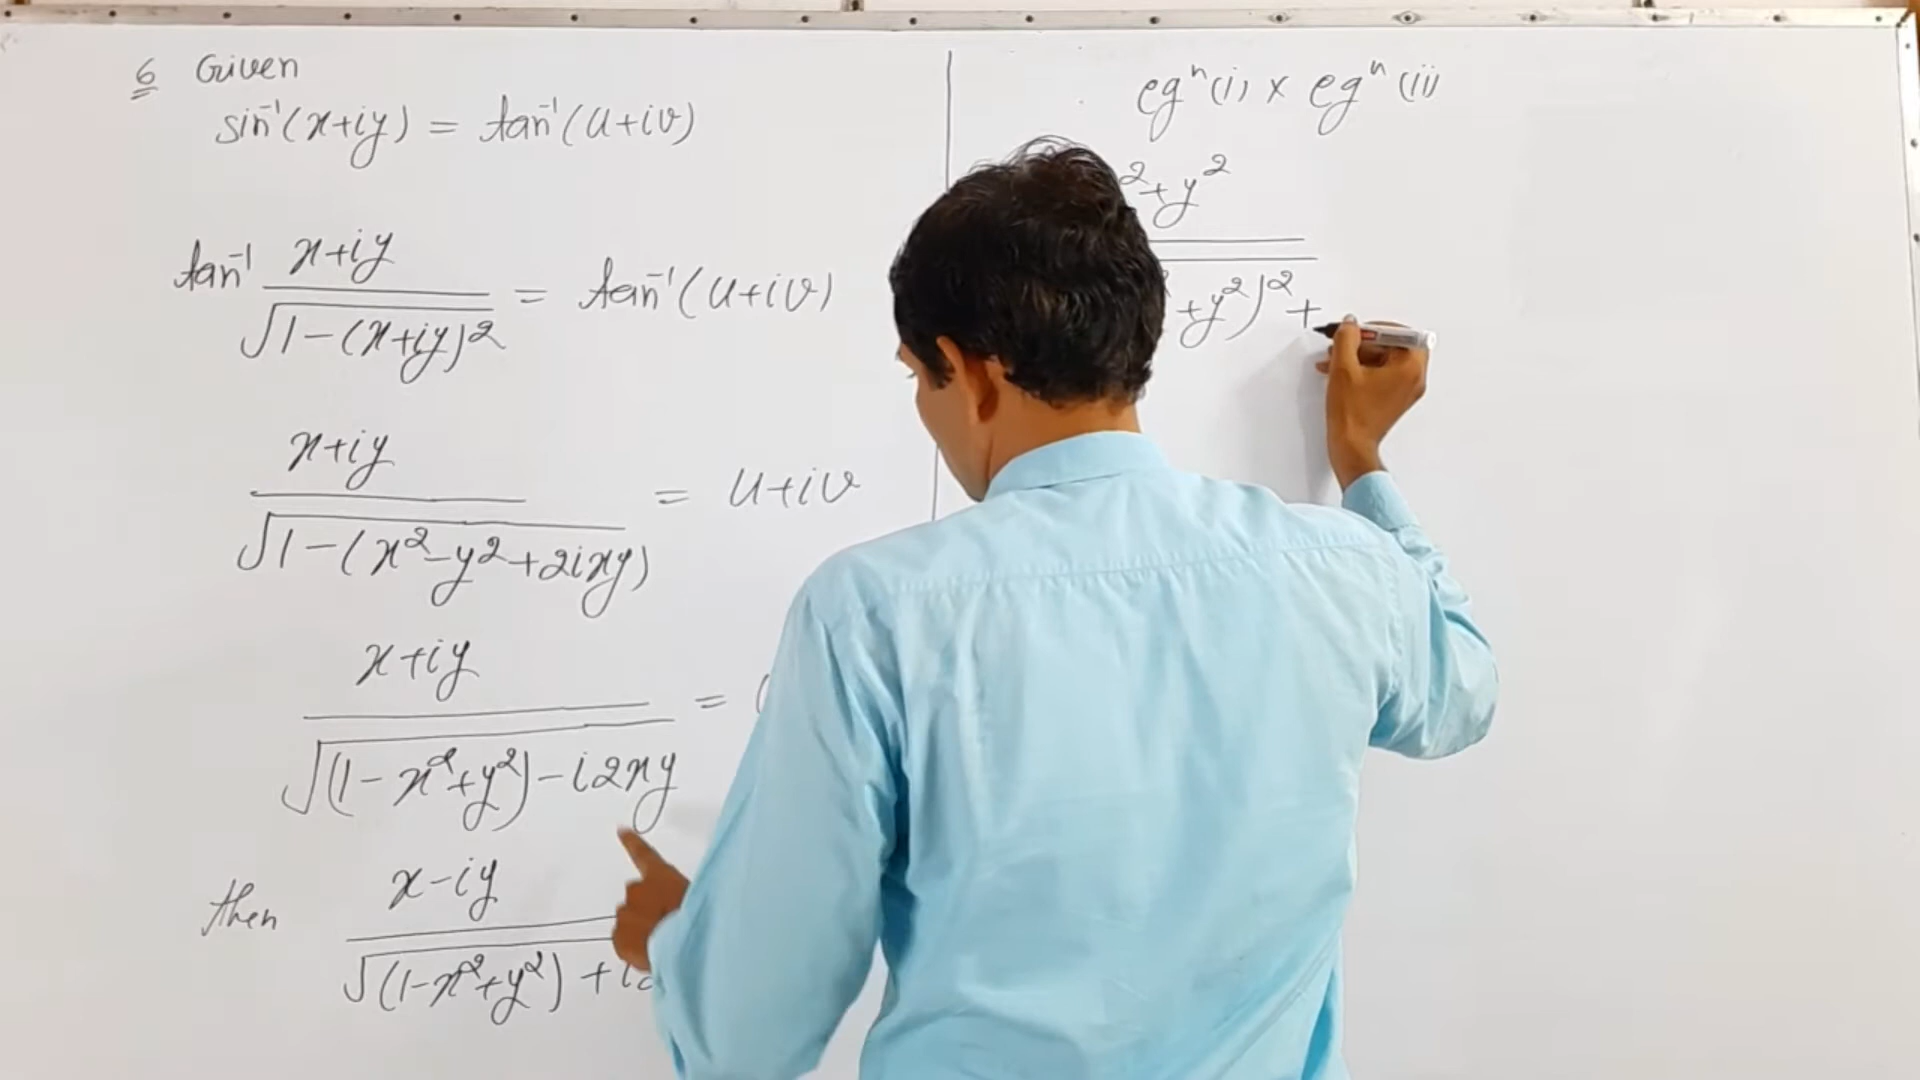 6 Given
sin⁻¹(x+iy) = tan⁻¹(u+iv)
tan⁻¹ x+iy / √1-(x+iy)² = tan⁻¹(u+iv)
x+iy / √1-(x²-y²+2ixy) = u+iv
x+iy / √(1-x²+y²)-i2xy =
then x-iy / √(1-x²+y²) + i2
eqⁿ(i) x eqⁿ(ii)
²+y²
+y²)²+